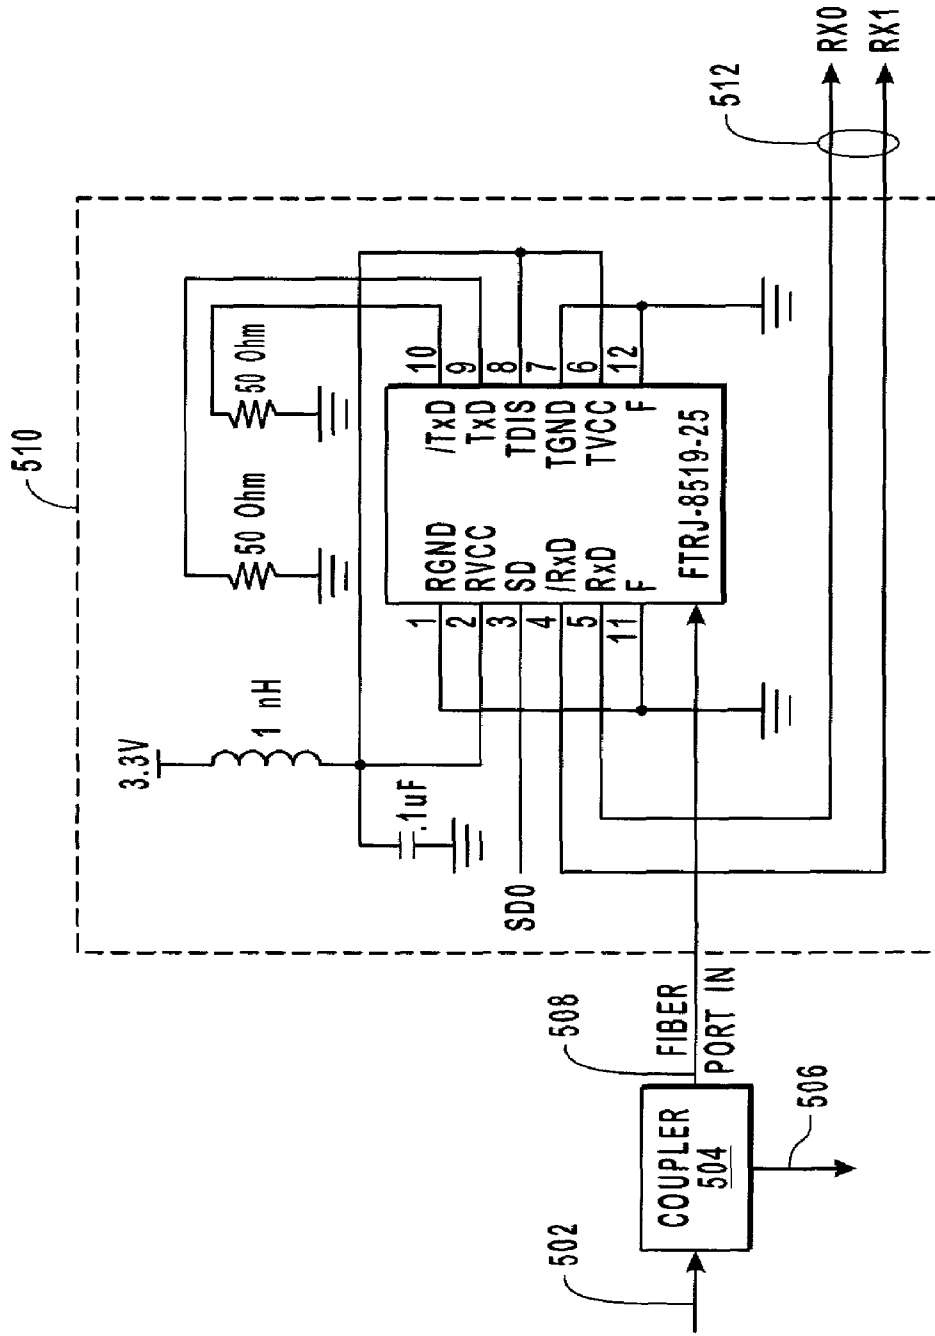 510
3.3V
1 nH
50 Ohm
50 Ohm
.1uF
SD0
1 RGND
2 RVCC
3 SD
4 /RxD
5 RxD
11 F
/TxD 10
TxD 9
TDIS 8
TGND 7
TVCC 6
F 12
FTRJ-8519-25
502
COUPLER
504
506
508
FIBER
PORT IN
512
RX0
RX1